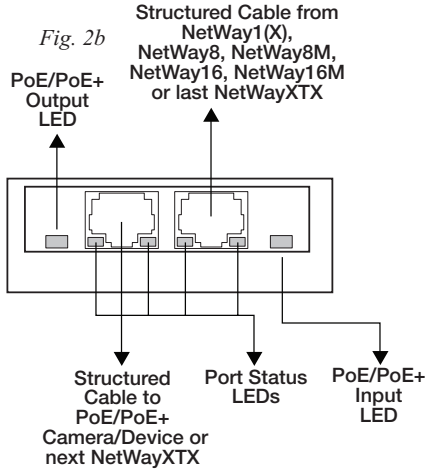 Fig. 2b
Structured Cable from
NetWay1(X),
NetWay8, NetWay8M,
NetWay16, NetWay16M
or last NetWayXTX
PoE/PoE+
Output
LED
Structured
Cable to
PoE/PoE+
Camera/Device or
next NetWayXTX
Port Status
LEDs
PoE/PoE+
Input
LED